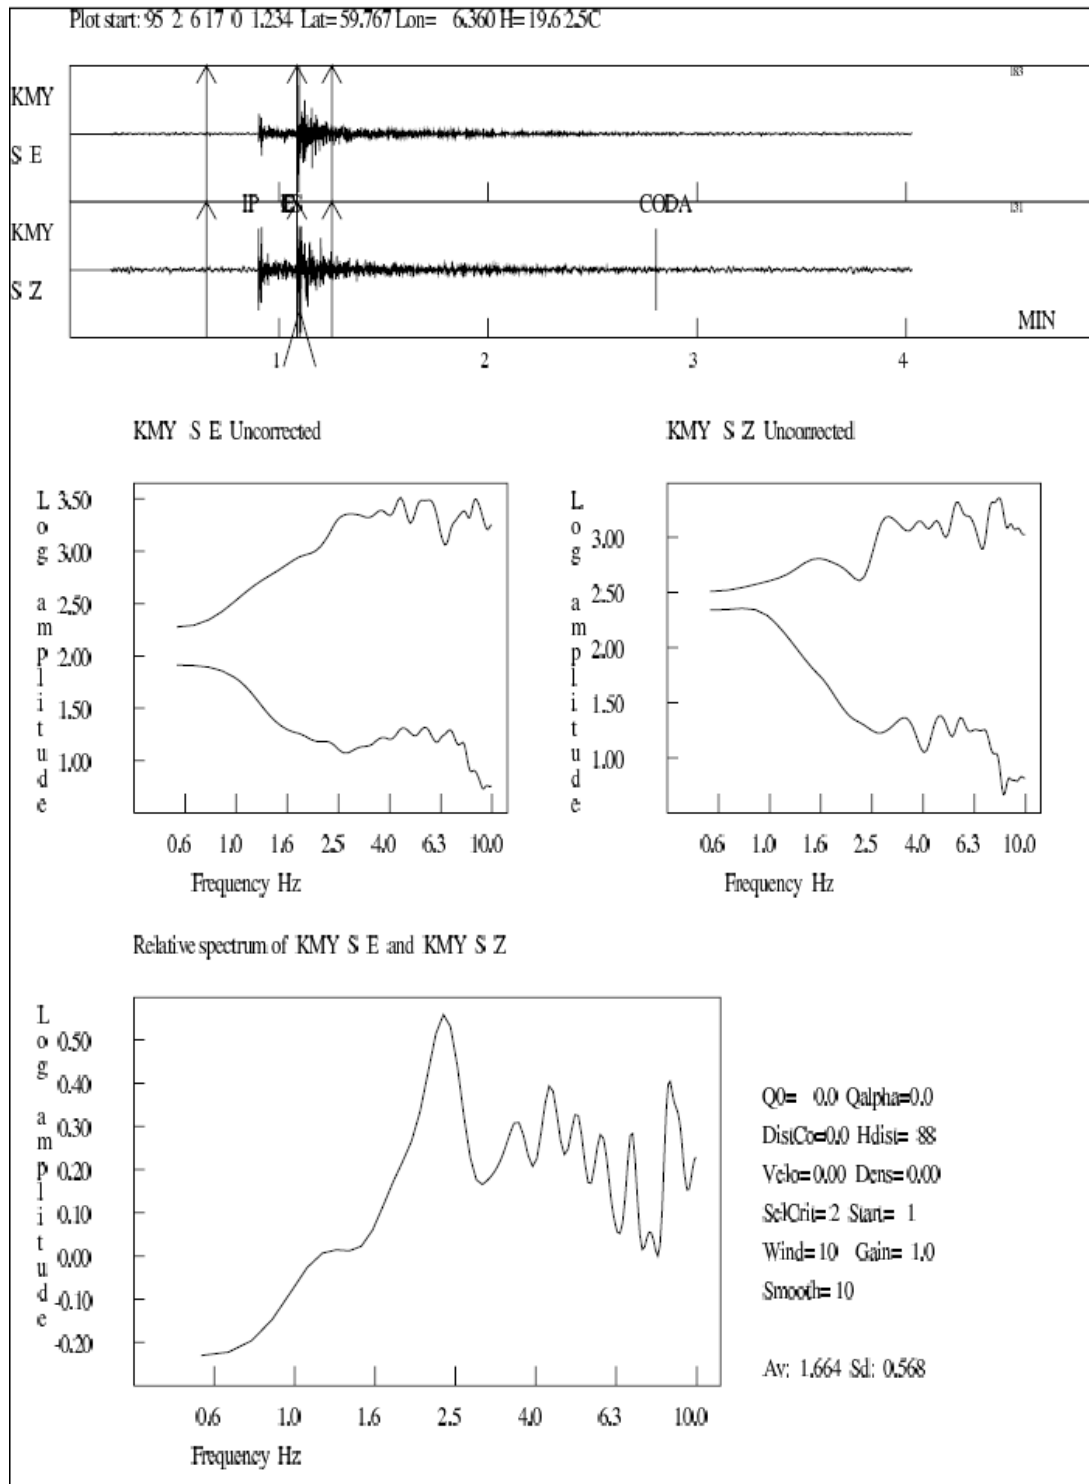 Plot start: 95 2 6 17 0 1.234 Lat= 59.767 Lon= 6.360 H= 19.6 2.5C
183
KMY
S E
IP ES CODA
131
KMY
S Z
MIN
1 2 3 4
KMY S E Uncorrected
KMY S Z Uncorrected
Log amplitude
3.50
3.00
2.50
2.00
1.50
1.00
0.6 1.0 1.6 2.5 4.0 6.3 10.0
Frequency Hz
Log amplitude
3.00
2.50
2.00
1.50
1.00
0.6 1.0 1.6 2.5 4.0 6.3 10.0
Frequency Hz
Relative spectrum of KMY S E and KMY S Z
Log amplitude
0.50
0.40
0.30
0.20
0.10
0.00
-0.10
-0.20
0.6 1.0 1.6 2.5 4.0 6.3 10.0
Frequency Hz
Q0= 0.0 Qalpha=0.0
DistCo=0.0 Hdist= 88
Velo=0.00 Dens=0.00
SelCrit=2 Start= 1
Wind=10 Gain= 1.0
Smooth=10
Av: 1.664 Sd: 0.568